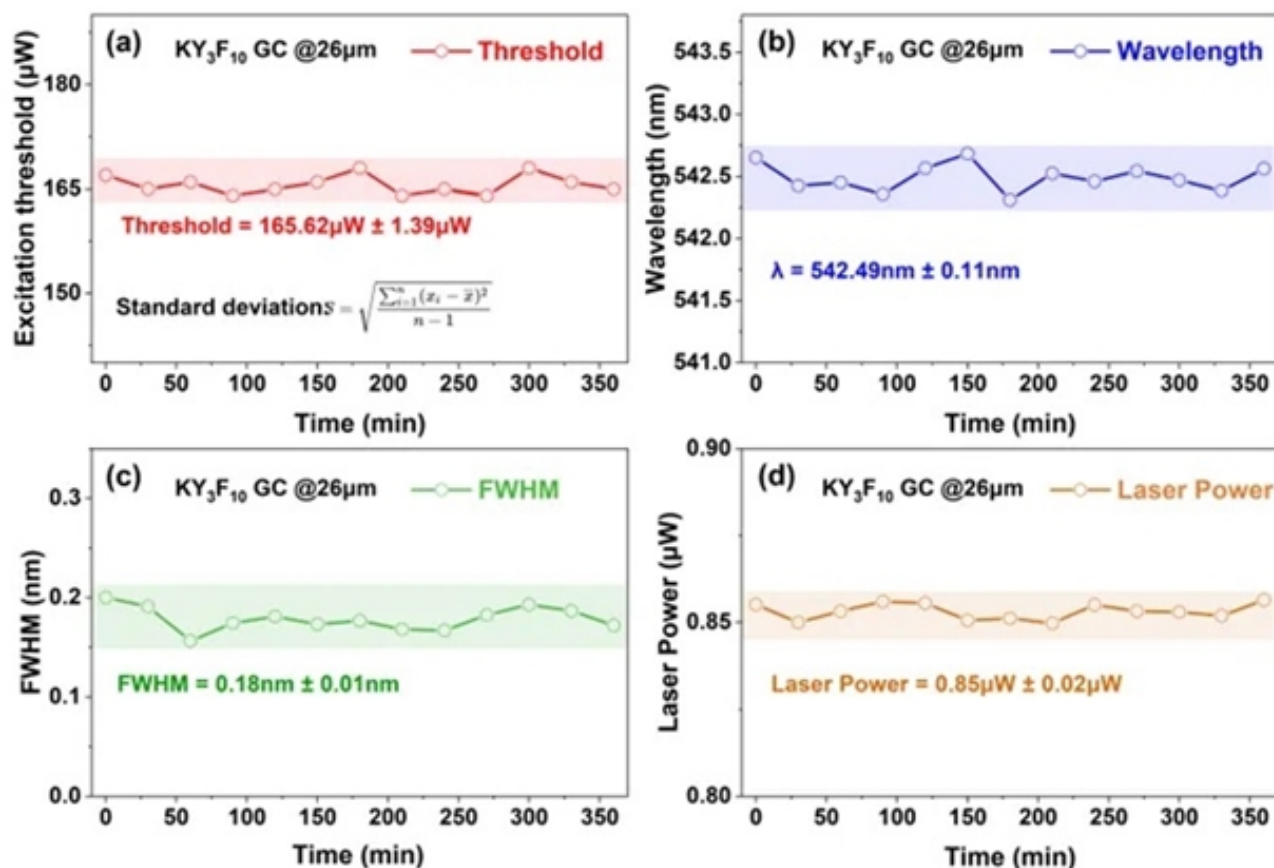 (a) KY₃F₁₀ GC @26μm Threshold
Excitation threshold (μW)
180
165
150
Threshold = 165.62μW ± 1.39μW
Standard deviation S = √(∑ⁿᵢ₌₁(xᵢ − x̄)² / (n − 1))
0 50 100 150 200 250 300 350
Time (min)
(b) KY₃F₁₀ GC @26μm Wavelength
Wavelength (nm)
543.5
543.0
542.5
542.0
541.5
541.0
λ = 542.49nm ± 0.11nm
0 50 100 150 200 250 300 350
Time (min)
(c) KY₃F₁₀ GC @26μm FWHM
FWHM (nm)
0.3
0.2
0.1
0.0
FWHM = 0.18nm ± 0.01nm
0 50 100 150 200 250 300 350
Time (min)
(d) KY₃F₁₀ GC @26μm Laser Power
Laser Power (μW)
0.90
0.85
0.80
Laser Power = 0.85μW ± 0.02μW
0 50 100 150 200 250 300 350
Time (min)